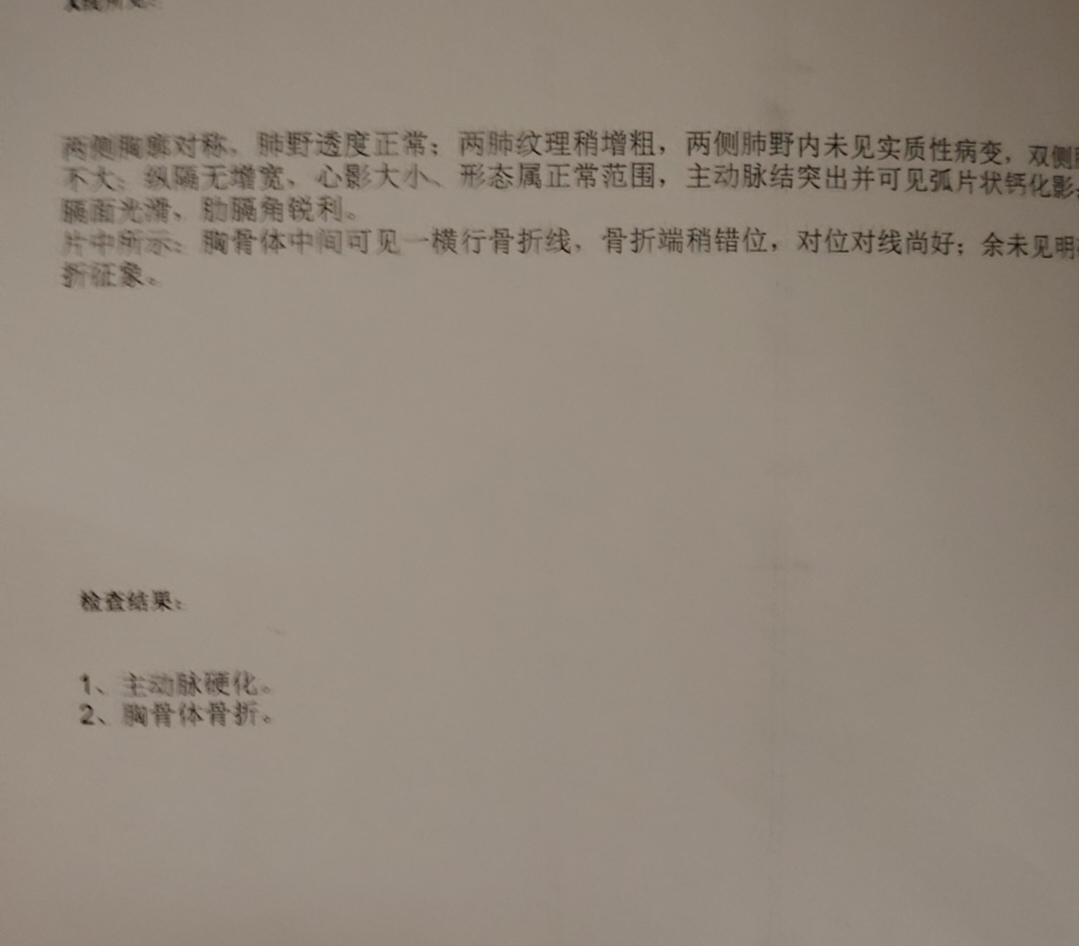 两侧胸廓对称、肺野透度正常；两肺纹理稍增粗，两侧肺野内未见实质性病变，双侧
不大；纵隔无增宽、心影大小、形态属正常范围，主动脉结突出并可见弧片状钙化影
膈面光滑，肋膈角锐利。
片中所示：胸骨体中间可见一横行骨折线，骨折端稍错位，对位对线尚好；余未见明
折征象。
检查结果：
1、主动脉硬化。
2、胸骨体骨折。